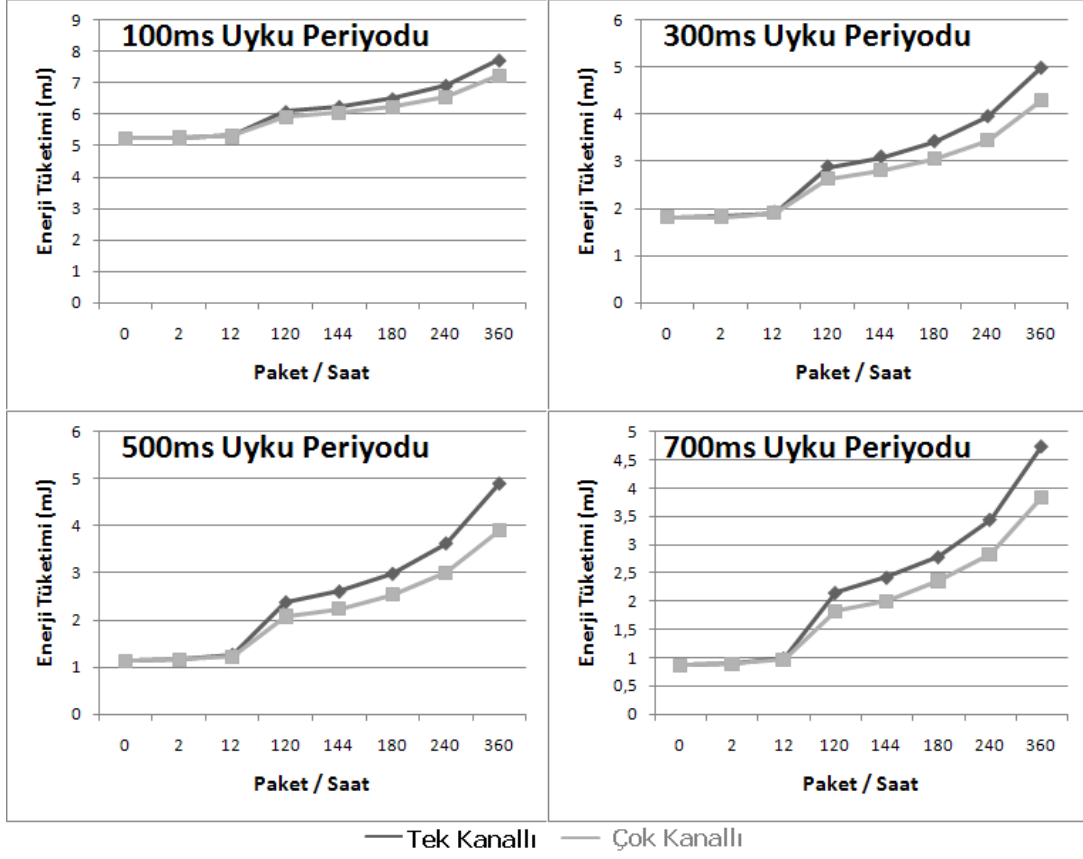 100ms Uyku Periyodu
Enerji Tüketimi (mJ)
9
8
7
6
5
4
3
2
1
0
0 2 12 120 144 180 240 360
Paket / Saat
300ms Uyku Periyodu
Enerji Tüketimi (mJ)
6
5
4
3
2
1
0
0 2 12 120 144 180 240 360
Paket / Saat
500ms Uyku Periyodu
Enerji Tüketimi (mJ)
6
5
4
3
2
1
0
0 2 12 120 144 180 240 360
Paket / Saat
700ms Uyku Periyodu
Enerji Tüketimi (mJ)
5
4,5
4
3,5
3
2,5
2
1,5
1
0,5
0
0 2 12 120 144 180 240 360
Paket / Saat
Tek Kanallı Çok Kanallı